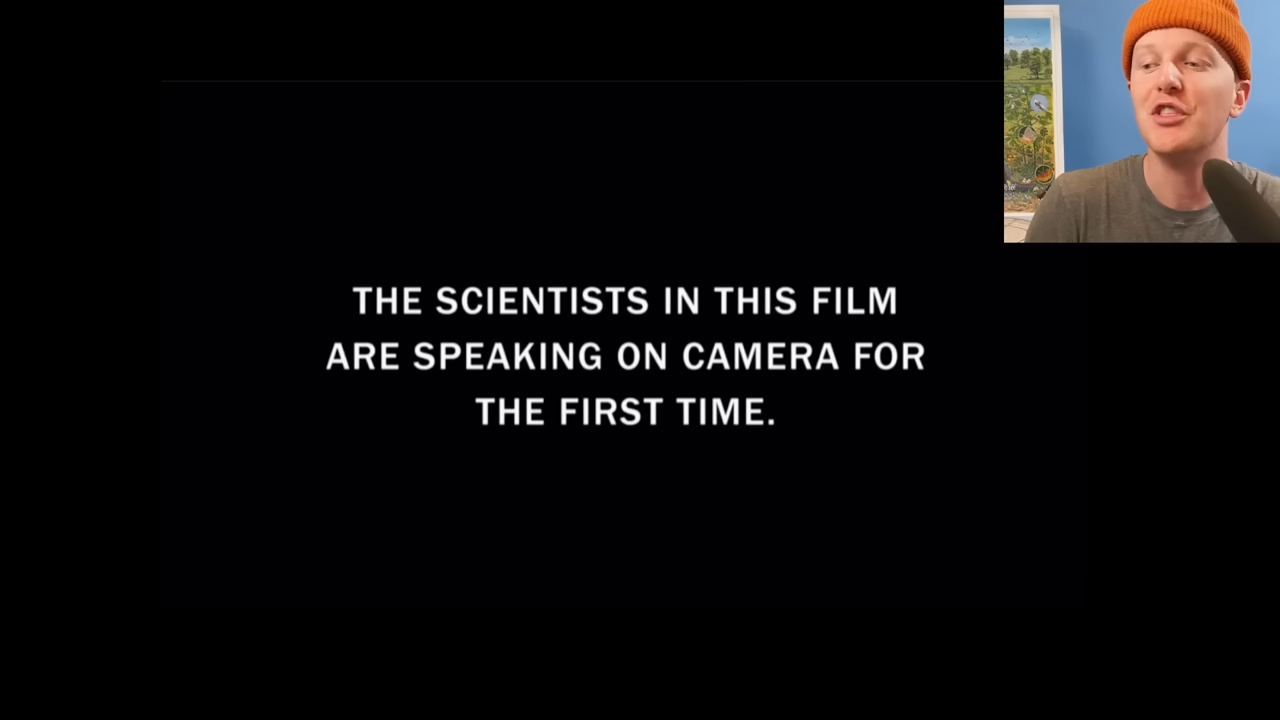 THE SCIENTISTS IN THIS FILM
ARE SPEAKING ON CAMERA FOR
THE FIRST TIME.